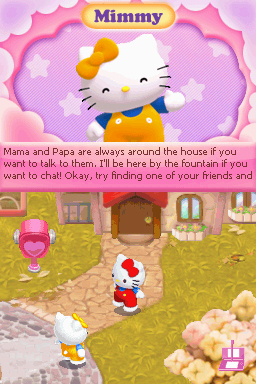 Mimmy
Mama and Papa are always around the house if you
want to talk to them. I'll be here by the fountain if you
want to chat! Okay, try finding one of your friends and